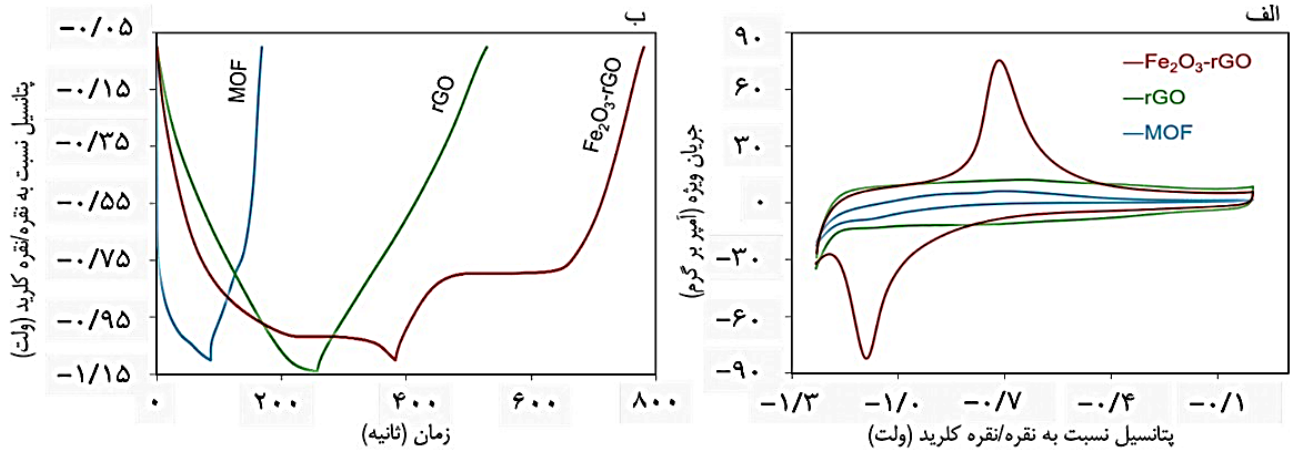 الف
۹۰
۶۰
۳۰
۰
-۳۰
-۶۰
-۹۰
جریان ویژه (آمپر بر گرم)
Fe₂O₃-rGO
rGO
MOF
-۱/۳
-۱/۰
-۰/۷
-۰/۴
-۰/۱
پتانسیل نسبت به نقره/نقره کلرید (ولت)
ب
-۰/۰۵
-۰/۱۵
-۰/۳۵
-۰/۵۵
-۰/۷۵
-۰/۹۵
-۱/۱۵
پتانسیل نسبت به نقره/نقره کلرید (ولت)
MOF
rGO
Fe₂O₃-rGO
۰
۲۰۰
۴۰۰
۶۰۰
۸۰۰
زمان (ثانیه)